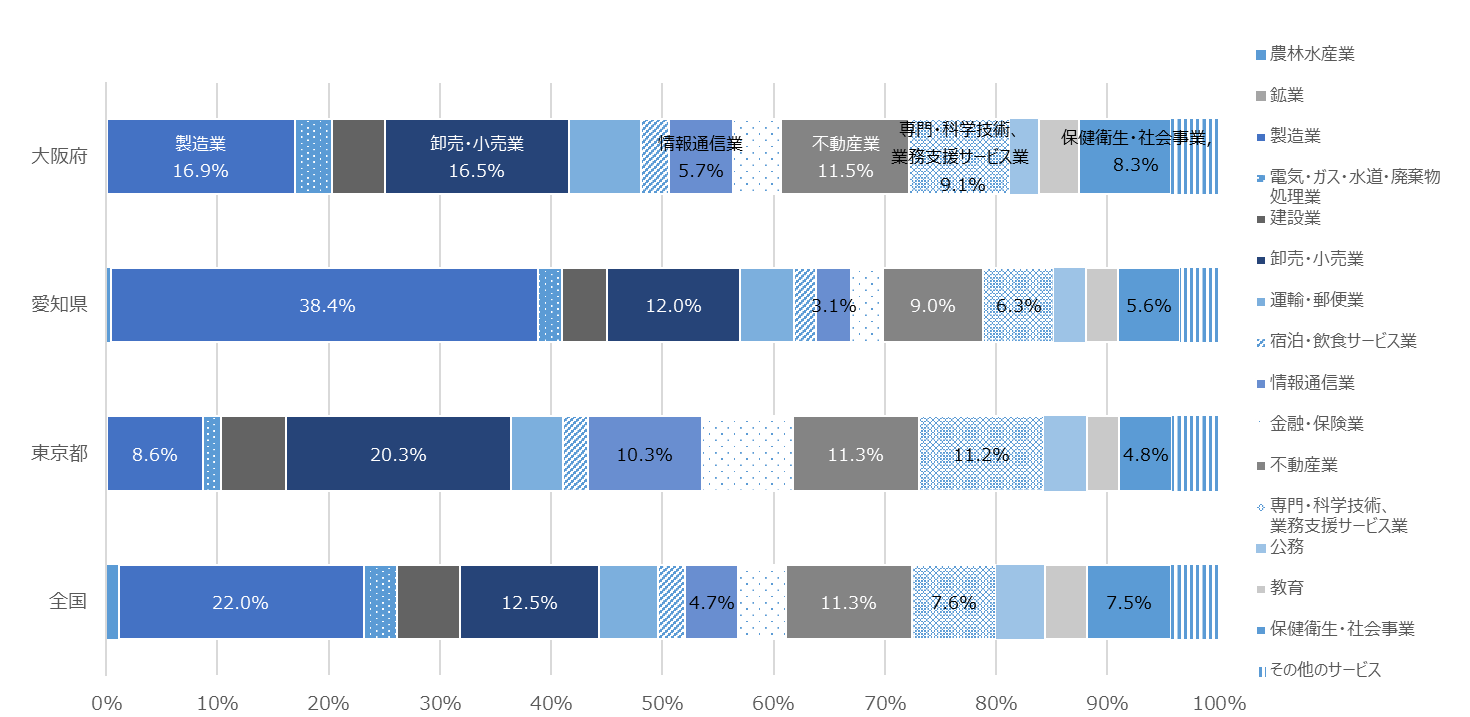 大阪府
製造業
16.9%
卸売・小売業
16.5%
情報通信業
5.7%
不動産業
11.5%
専門・科学技術、
業務支援サービス業
9.1%
保健衛生・社会事業,
8.3%
愛知県
38.4%
12.0%
3.1%
9.0%
6.3%
5.6%
東京都
8.6%
20.3%
10.3%
11.3%
11.2%
4.8%
全国
22.0%
12.5%
4.7%
11.3%
7.6%
7.5%
0%
10%
20%
30%
40%
50%
60%
70%
80%
90%
100%
農林水産業
鉱業
製造業
電気・ガス・水道・廃棄物
処理業
建設業
卸売・小売業
運輸・郵便業
宿泊・飲食サービス業
情報通信業
金融・保険業
不動産業
専門・科学技術、
業務支援サービス業
公務
教育
保健衛生・社会事業
その他のサービス